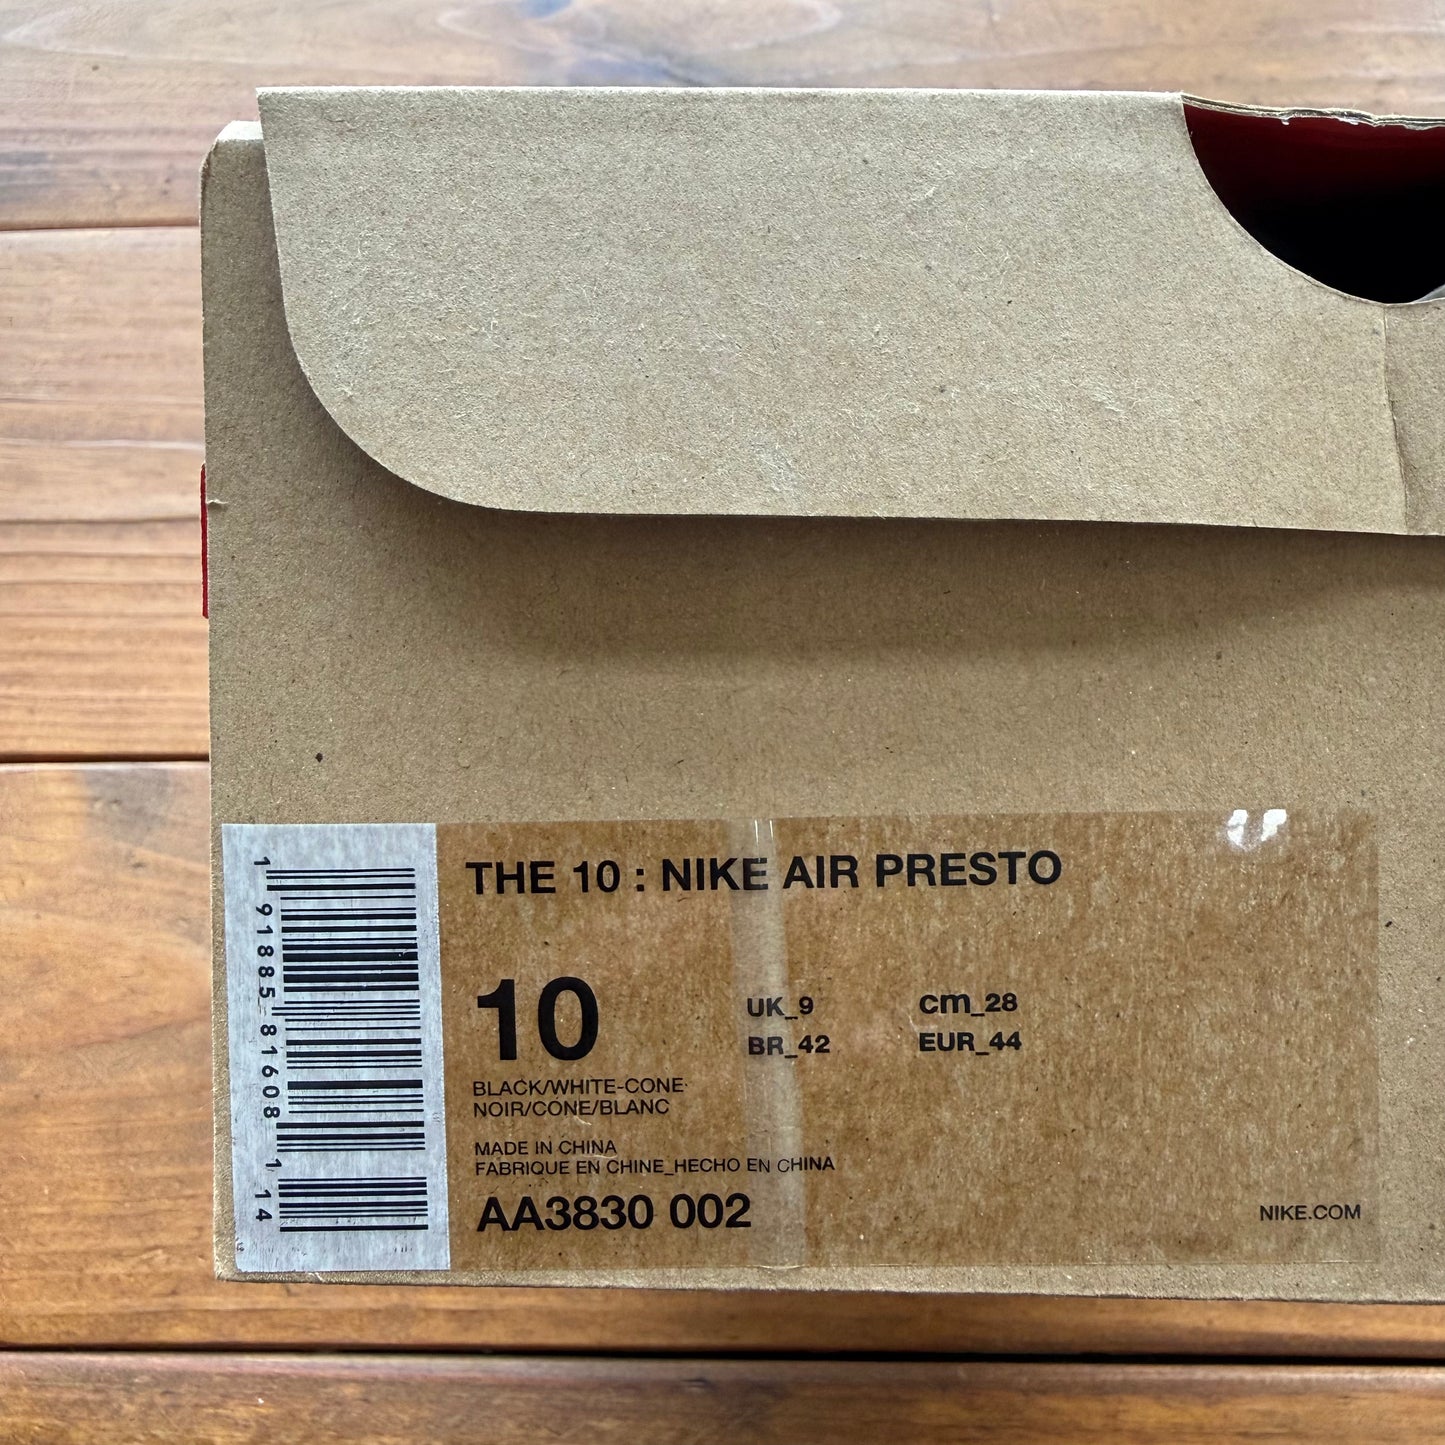 THE 10 : NIKE AIR PRESTO
10
UK_9 cm_28
BR_42 EUR_44
BLACK/WHITE-CONE
NOIR/CÔNE/BLANC
MADE IN CHINA
FABRIQUE EN CHINE_HECHO EN CHINA
AA3830 002
NIKE.COM
1 91885 81608 1 14